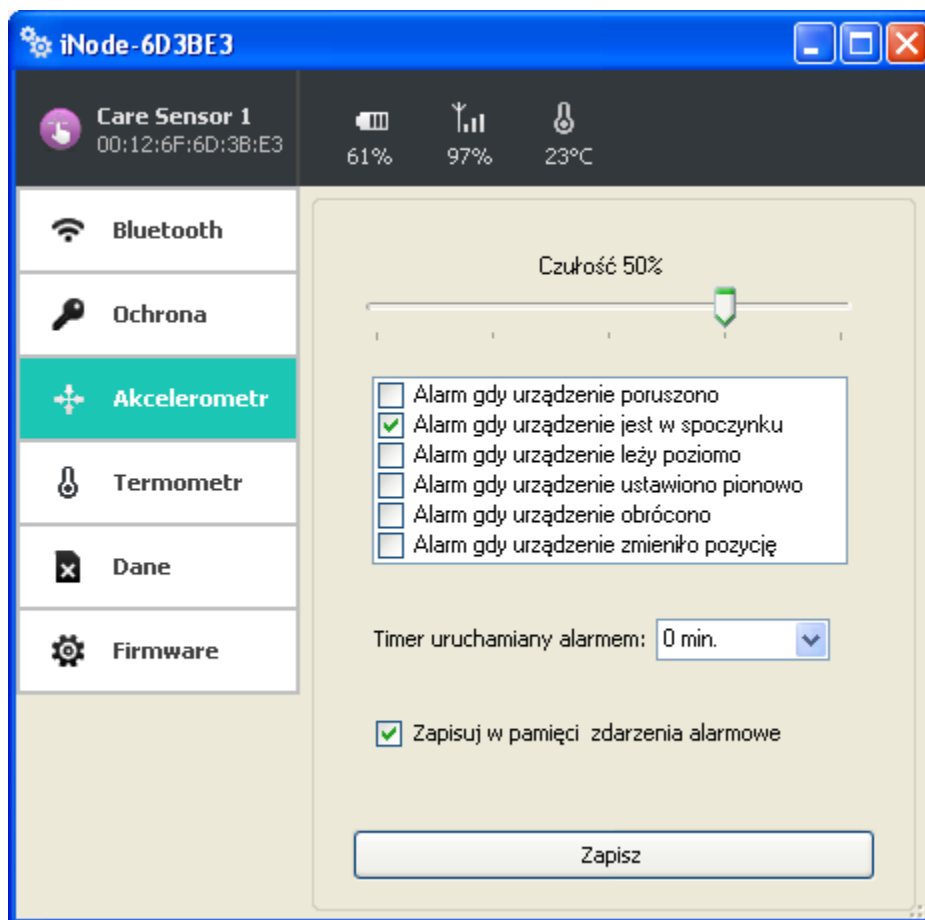 iNode-6D3BE3
Care Sensor 1
00:12:6F:6D:3B:E3
61%
97%
23°C
Bluetooth
Ochrona
Akcelerometr
Termometr
Dane
Firmware
Czułość 50%
Alarm gdy urządzenie poruszono
Alarm gdy urządzenie jest w spoczynku
Alarm gdy urządzenie leży poziomo
Alarm gdy urządzenie ustawiono pionowo
Alarm gdy urządzenie obrócono
Alarm gdy urządzenie zmieniło pozycję
Timer uruchamiany alarmem: 0 min.
Zapisuj w pamięci zdarzenia alarmowe
Zapisz